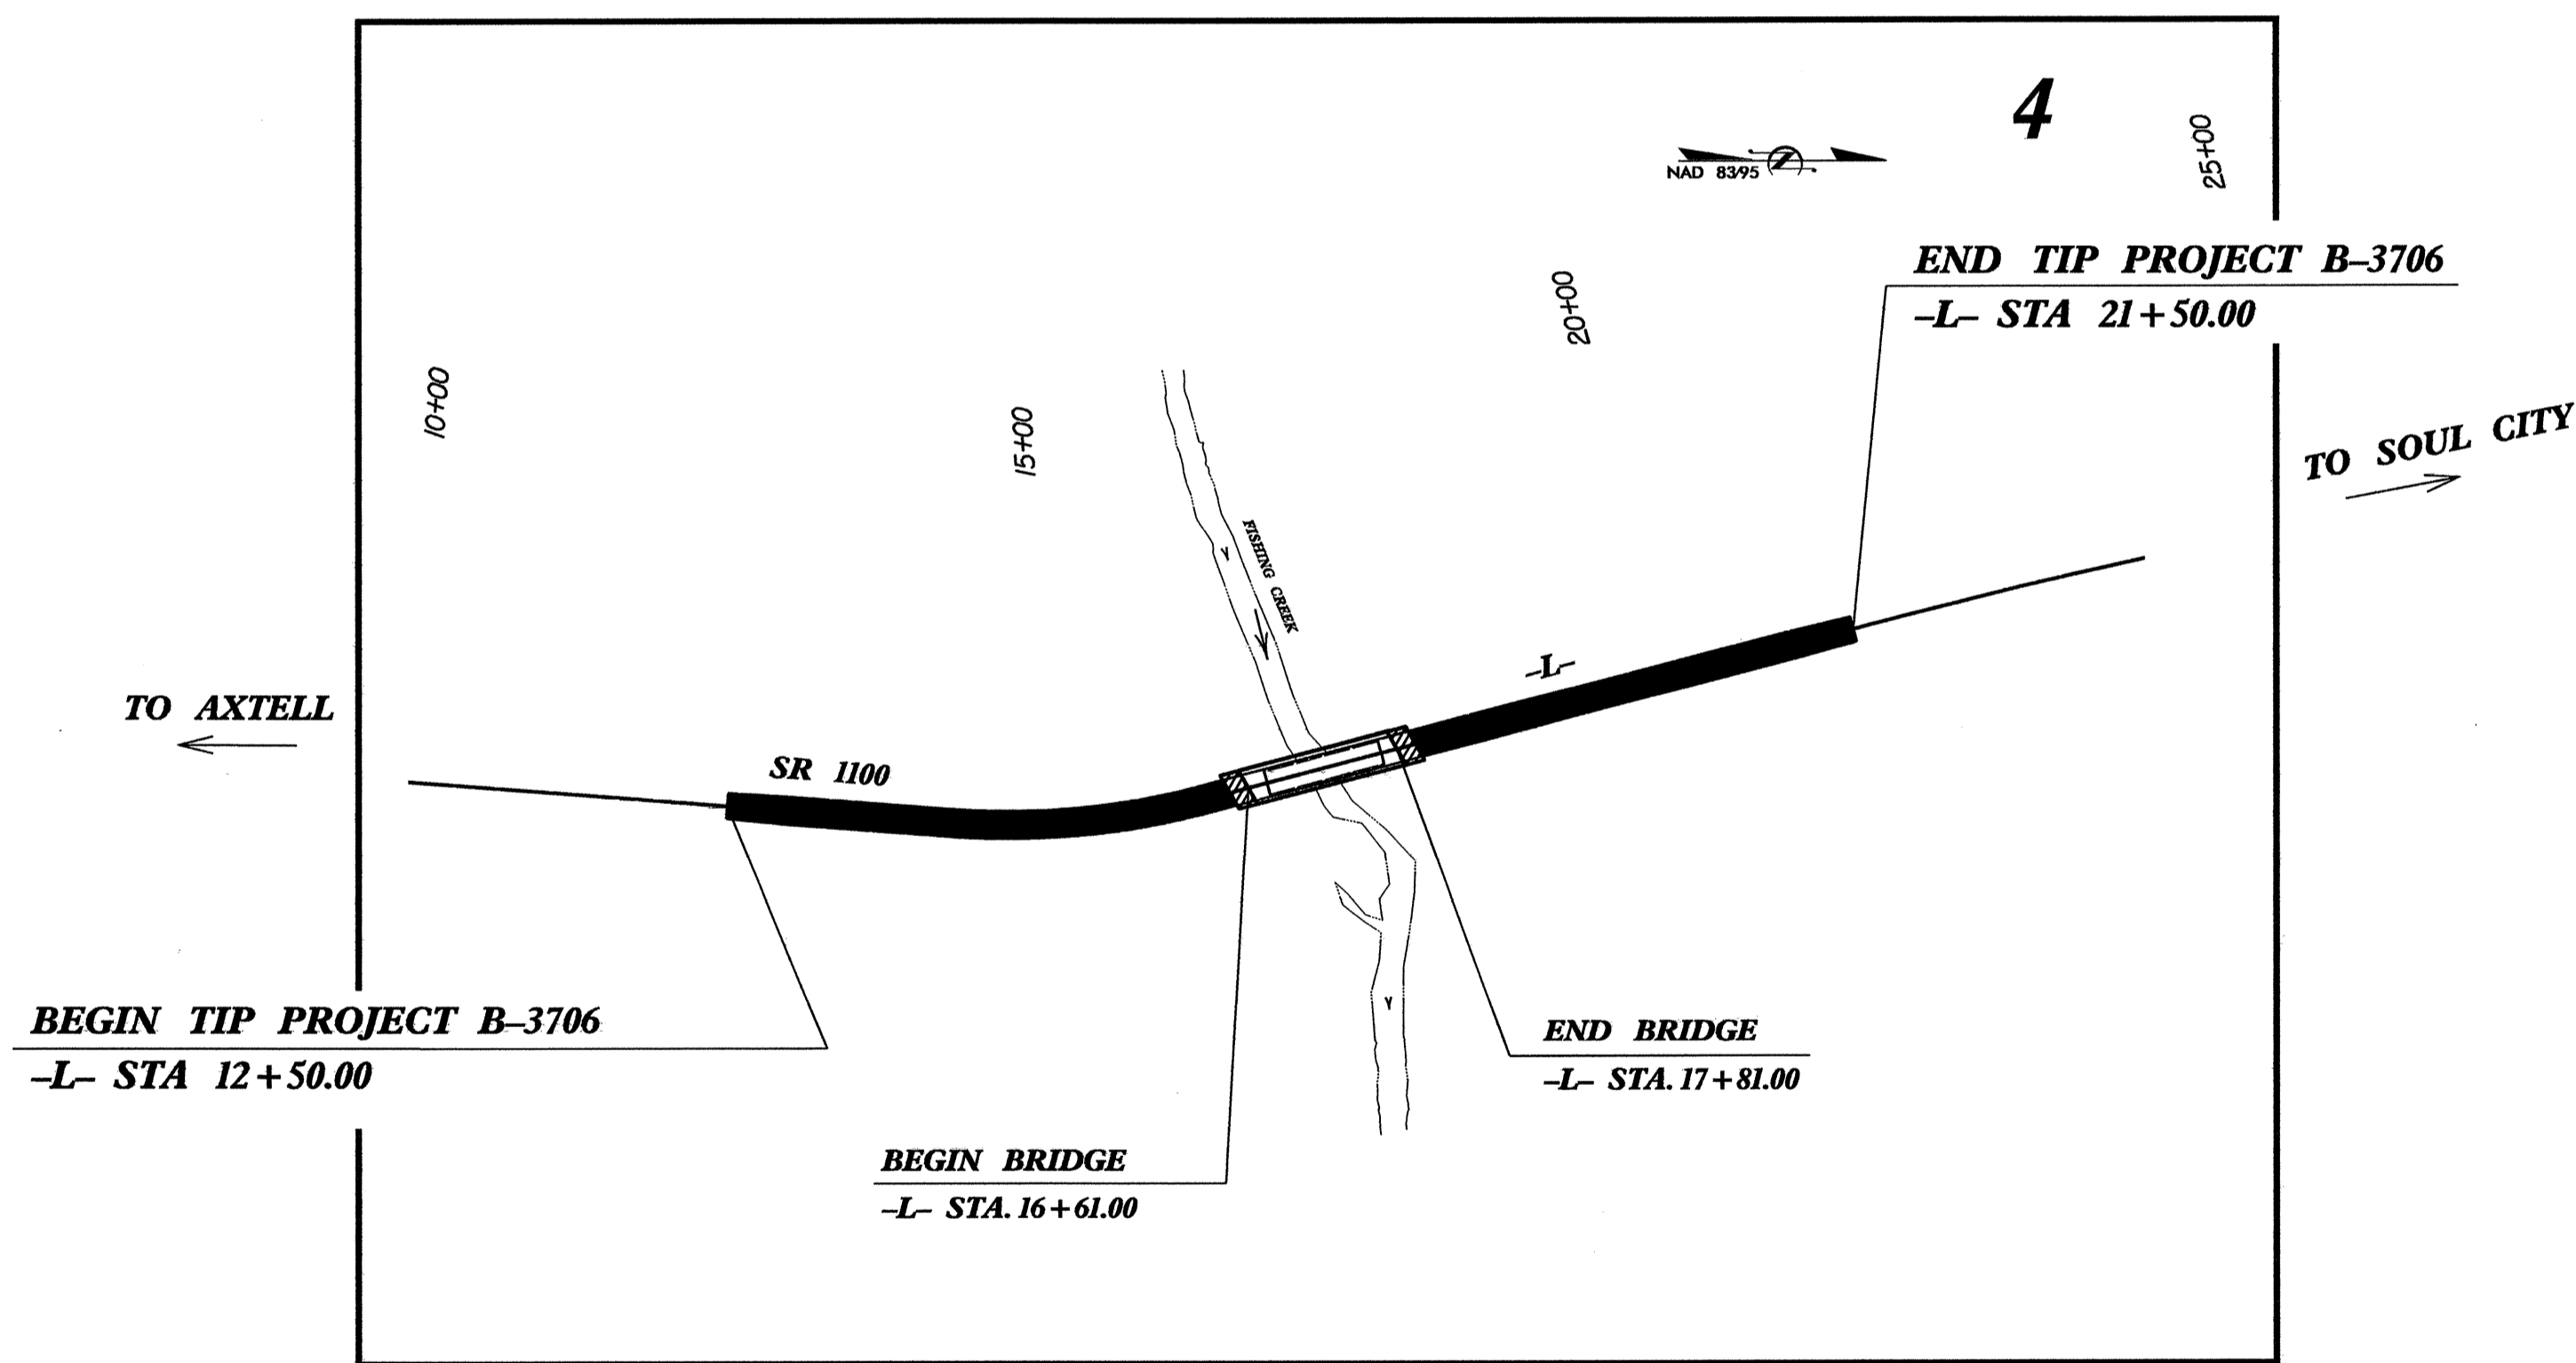 4
NAD 83/95
25+00
END TIP PROJECT B-3706
-L- STA 21+50.00
20+00
10+00
15+00
TO SOUL CITY
FISHING CREEK
-L-
TO AXTELL
SR 1100
BEGIN TIP PROJECT B-3706
-L- STA 12+50.00
END BRIDGE
-L- STA. 17+81.00
BEGIN BRIDGE
-L- STA. 16+61.00